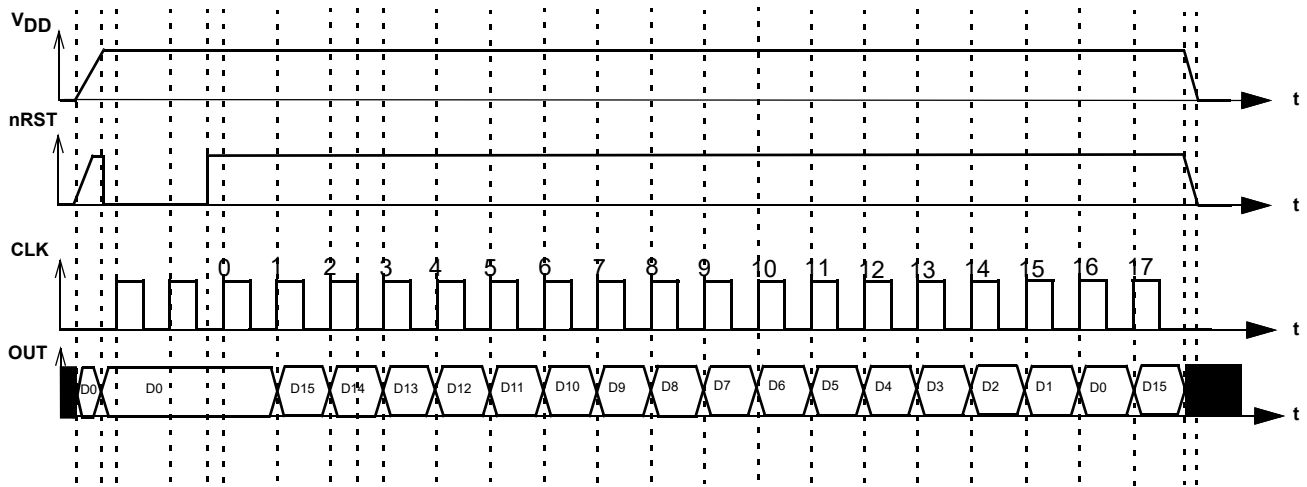 VDD
t
nRST
t
CLK
0 1 2 3 4 5 6 7 8 9 10 11 12 13 14 15 16 17
t
OUT
D0 D0 D15 D14 D13 D12 D11 D10 D9 D8 D7 D6 D5 D4 D3 D2 D1 D0 D15
t